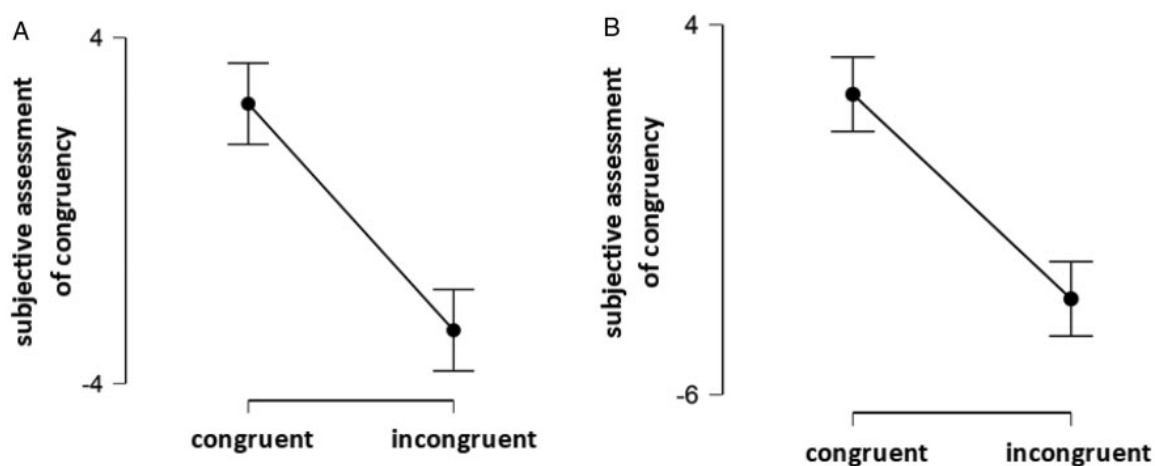 A
4
subjective assessment
of congruency
-4
congruent
incongruent
B
4
subjective assessment
of congruency
-6
congruent
incongruent